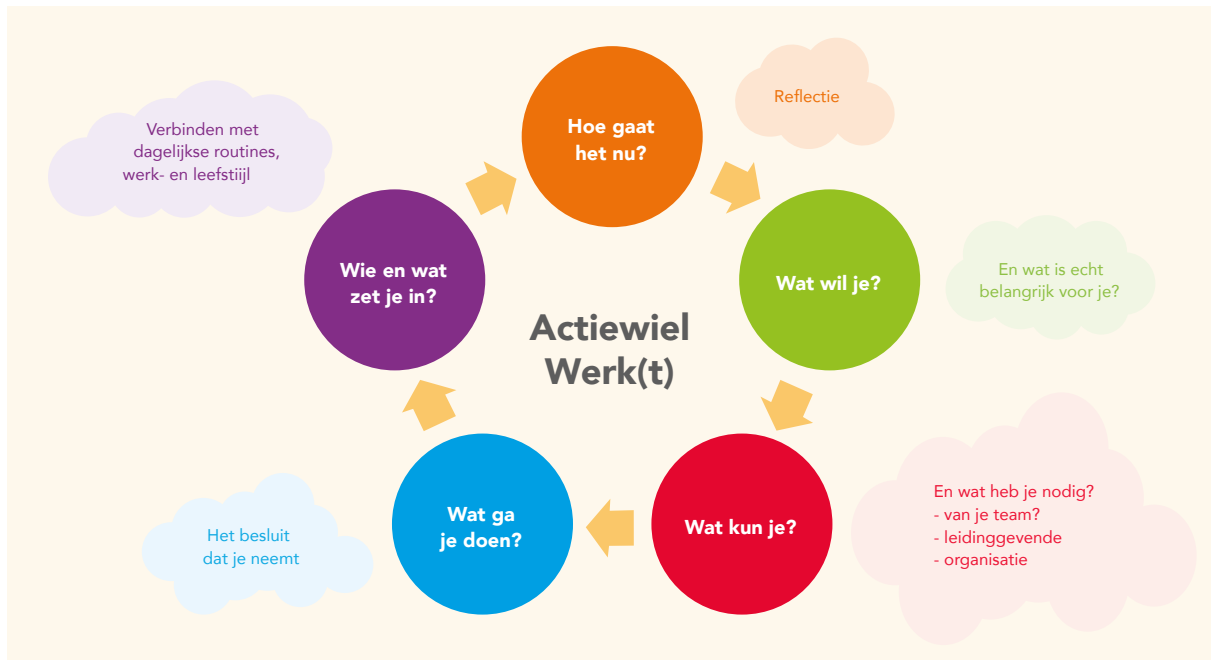 Hoe gaat
het nu?
Reflectie
Wat wil je?
En wat is echt
belangrijk voor je?
Wat kun je?
En wat heb je nodig?
- van je team?
- leidinggevende
- organisatie
Wat ga
je doen?
Het besluit
dat je neemt
Wie en wat
zet je in?
Verbinden met
dagelijkse routines,
werk- en leefstiijl
Actiewiel
Werk(t)